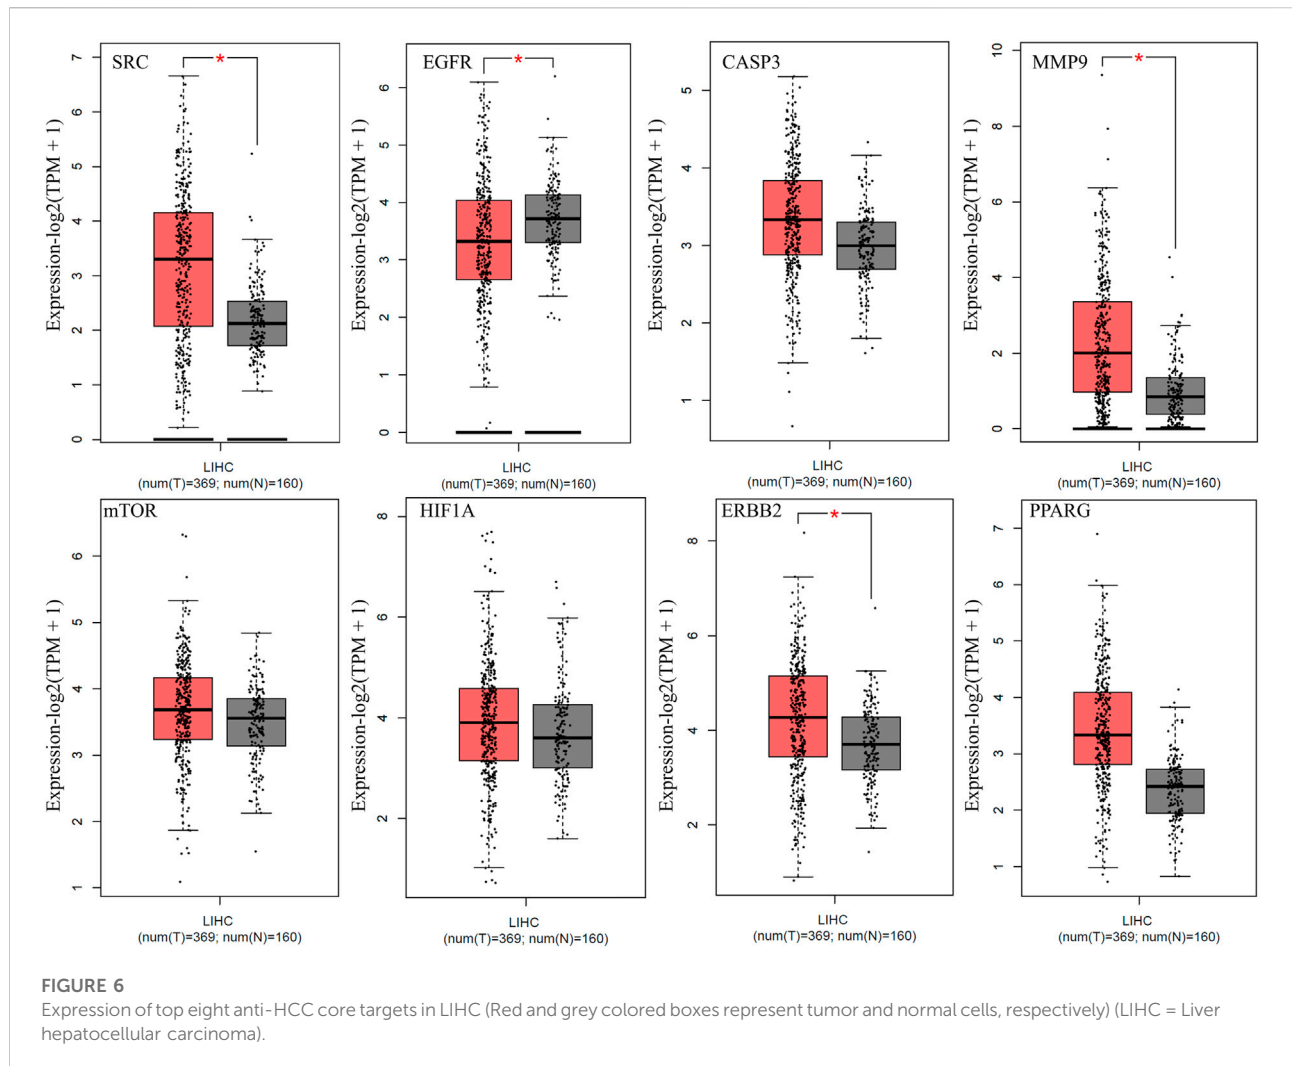 SRC
*
Expression-log2(TPM + 1)
7
6
5
4
3
2
1
0
LIHC
(num(T)=369; num(N)=160)
EGFR
*
Expression-log2(TPM + 1)
6
5
4
3
2
1
0
LIHC
(num(T)=369; num(N)=160)
CASP3
Expression-log2(TPM + 1)
5
4
3
2
1
LIHC
(num(T)=369; num(N)=160)
MMP9
*
Expression-log2(TPM + 1)
10
8
6
4
2
0
LIHC
(num(T)=369; num(N)=160)
mTOR
Expression-log2(TPM + 1)
6
5
4
3
2
1
LIHC
(num(T)=369; num(N)=160)
HIF1A
Expression-log2(TPM + 1)
8
6
4
2
LIHC
(num(T)=369; num(N)=160)
ERBB2
*
Expression-log2(TPM + 1)
8
6
4
2
LIHC
(num(T)=369; num(N)=160)
PPARG
Expression-log2(TPM + 1)
7
6
5
4
3
2
1
LIHC
(num(T)=369; num(N)=160)
FIGURE 6
Expression of top eight anti-HCC core targets in LIHC (Red and grey colored boxes represent tumor and normal cells, respectively) (LIHC = Liver
hepatocellular carcinoma).